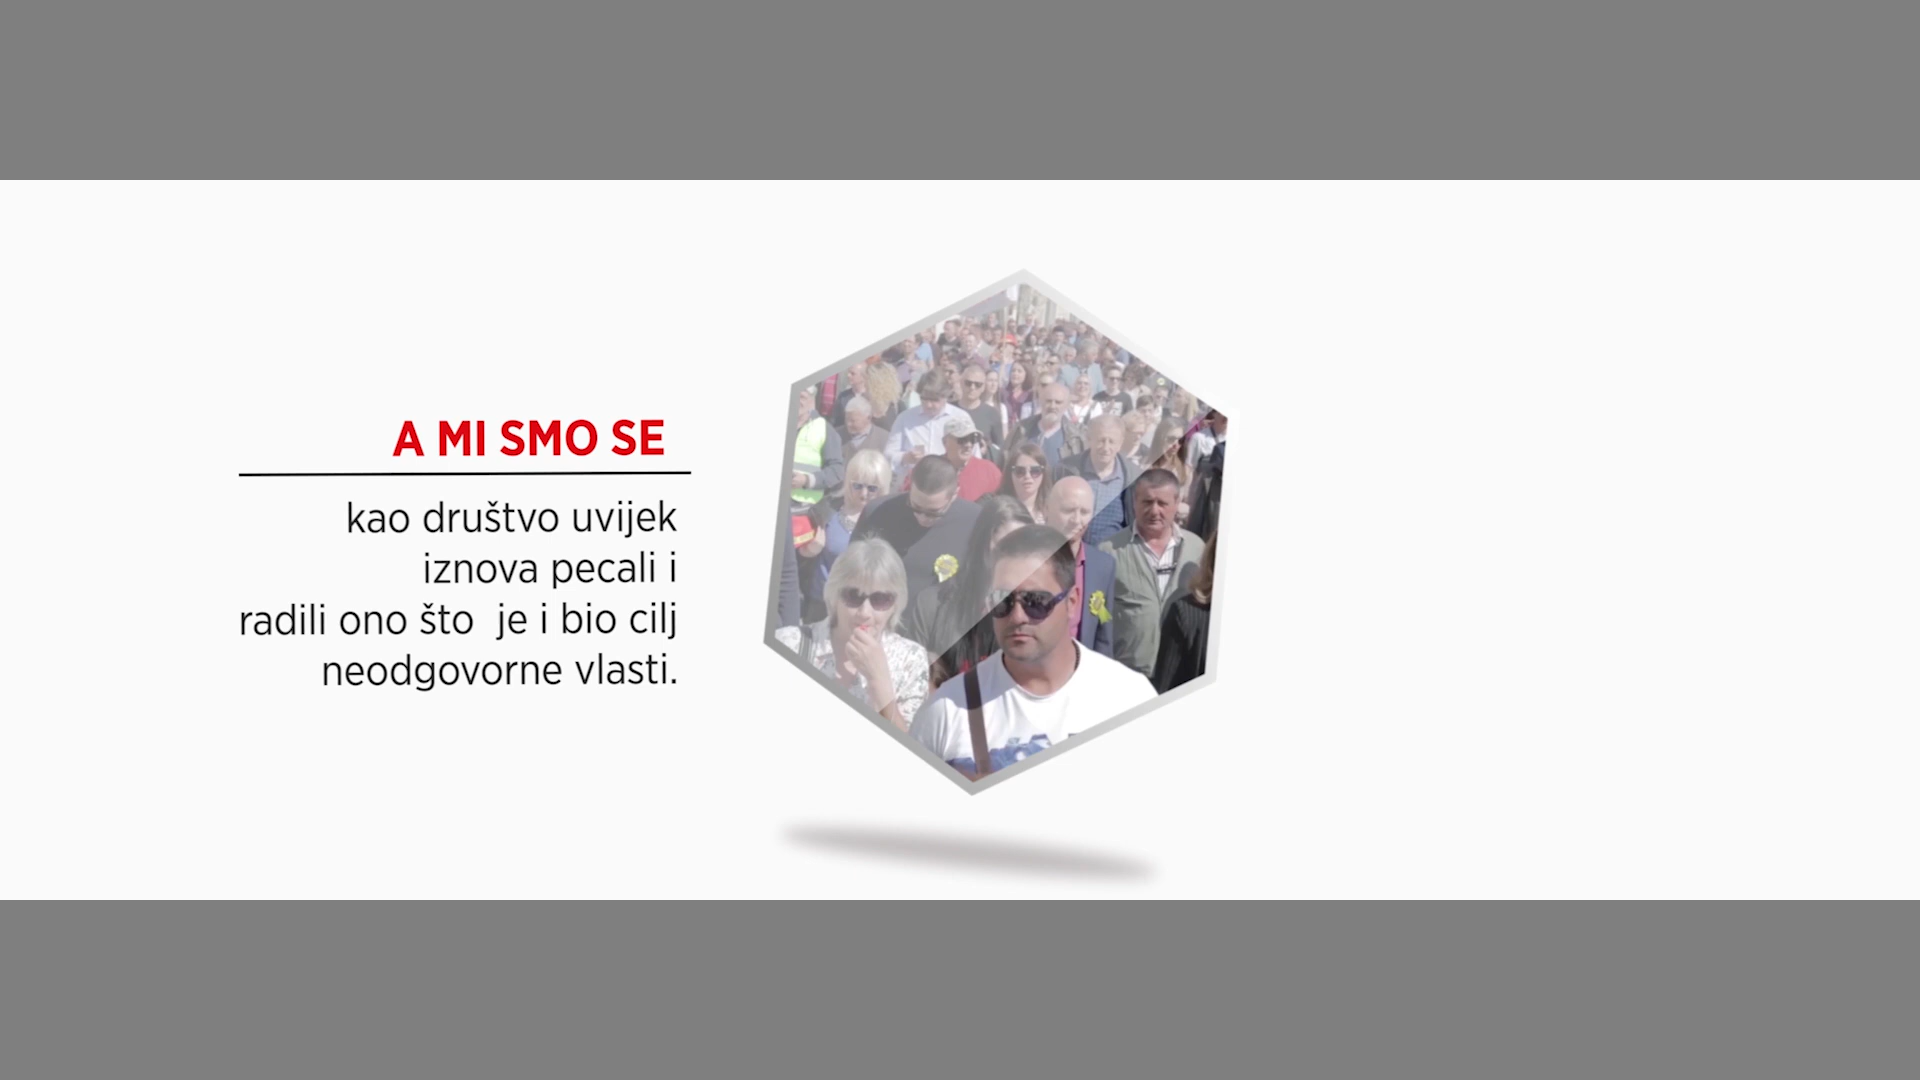 A MI SMO SE
kao društvo uvijek
iznova pecali i
radili ono što  je i bio cilj
neodgovorne vlasti.